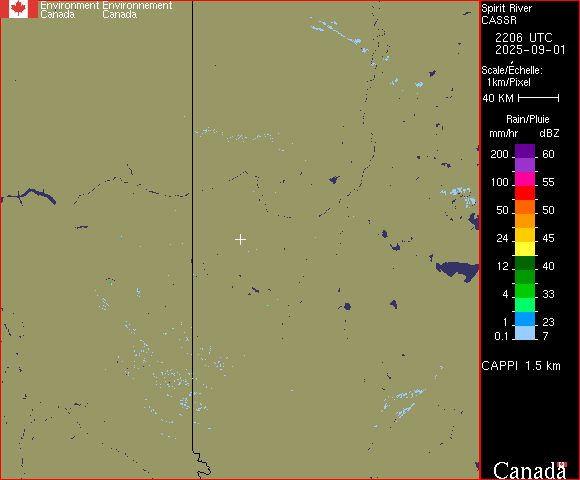 Environment Environnement
Canada Canada
Spirit River
CASSR
2206 UTC
2025-09-01
Scale/Échelle:
1km/Pixel
40 KM
Rain/Pluie
mm/hr dBZ
200 60
100 55
50 50
24 45
12 40
4 33
1 23
0.1 7
CAPPI 1.5 km
Canada